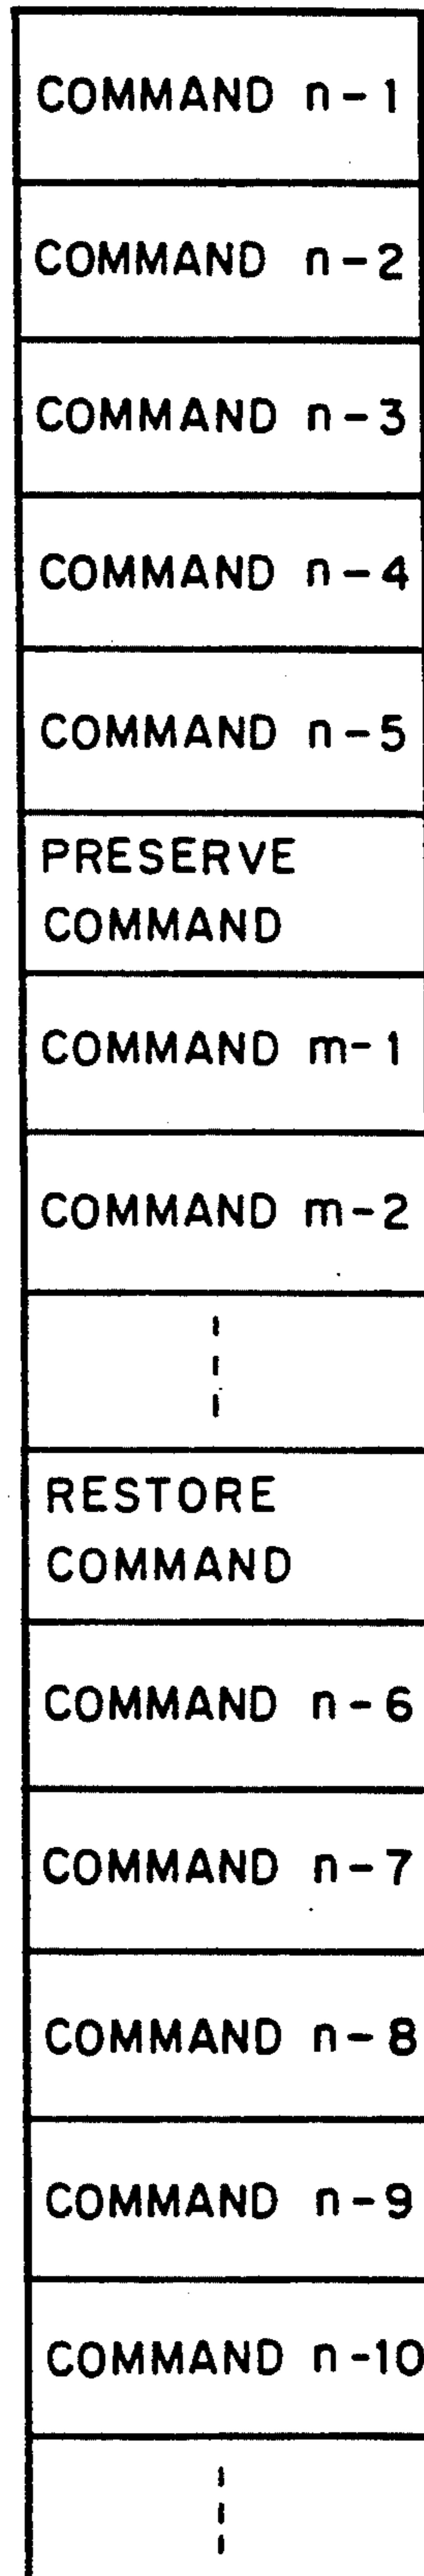 COMMAND n-1
COMMAND n-2
COMMAND n-3
COMMAND n-4
COMMAND n-5
PRESERVE
COMMAND
COMMAND m-1
COMMAND m-2
RESTORE
COMMAND
COMMAND n-6
COMMAND n-7
COMMAND n-8
COMMAND n-9
COMMAND n-10